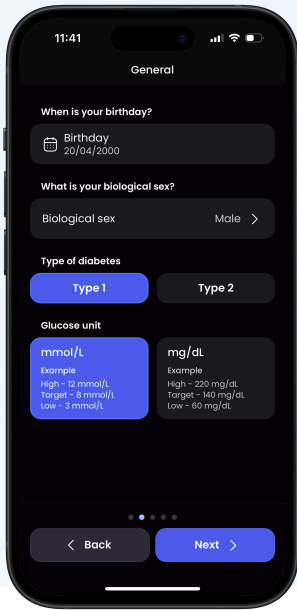 11:41
General
When is your birthday?
Birthday
20/04/2000
What is your biological sex?
Biological sex Male
Type of diabetes
Type 1 Type 2
Glucose unit
mmol/L
Example
High - 12 mmol/L
Target - 8 mmol/L
Low - 3 mmol/L
mg/dL
Example
High - 220 mg/dL
Target - 140 mg/dL
Low - 60 mg/dL
Back Next